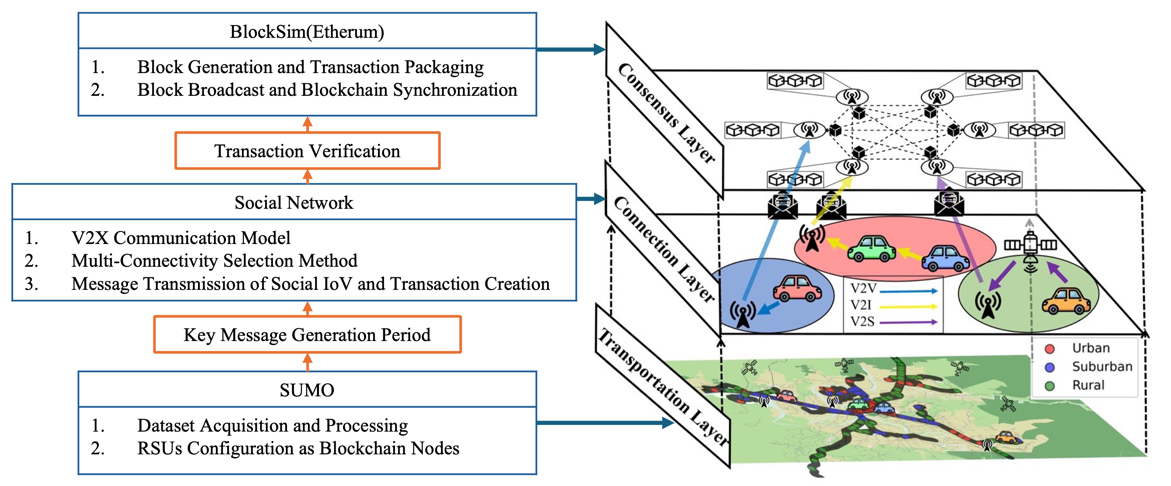 BlockSim(Etherum)
1. Block Generation and Transaction Packaging
2. Block Broadcast and Blockchain Synchronization
Transaction Verification
Social Network
1. V2X Communication Model
2. Multi-Connectivity Selection Method
3. Message Transmission of Social IoV and Transaction Creation
Key Message Generation Period
SUMO
1. Dataset Acquisition and Processing
2. RSUs Configuration as Blockchain Nodes
Consensus Layer
Connection Layer
V2V
V2I
V2S
Transportation Layer
Urban
Suburban
Rural